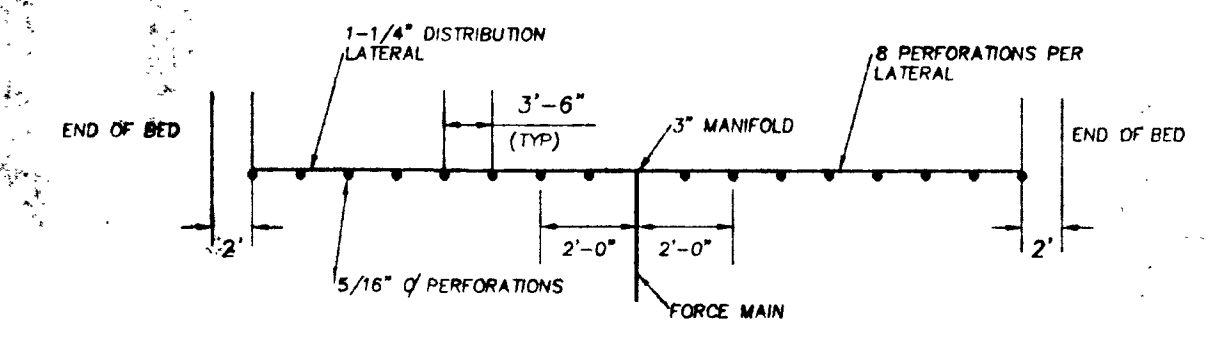 1-1/4" DISTRIBUTION
LATERAL
8 PERFORATIONS PER
LATERAL
3'-6"
(TYP)
3" MANIFOLD
END OF BED
END OF BED
2'
2'-0"
2'-0"
2'
5/16" Ø PERFORATIONS
FORCE MAIN